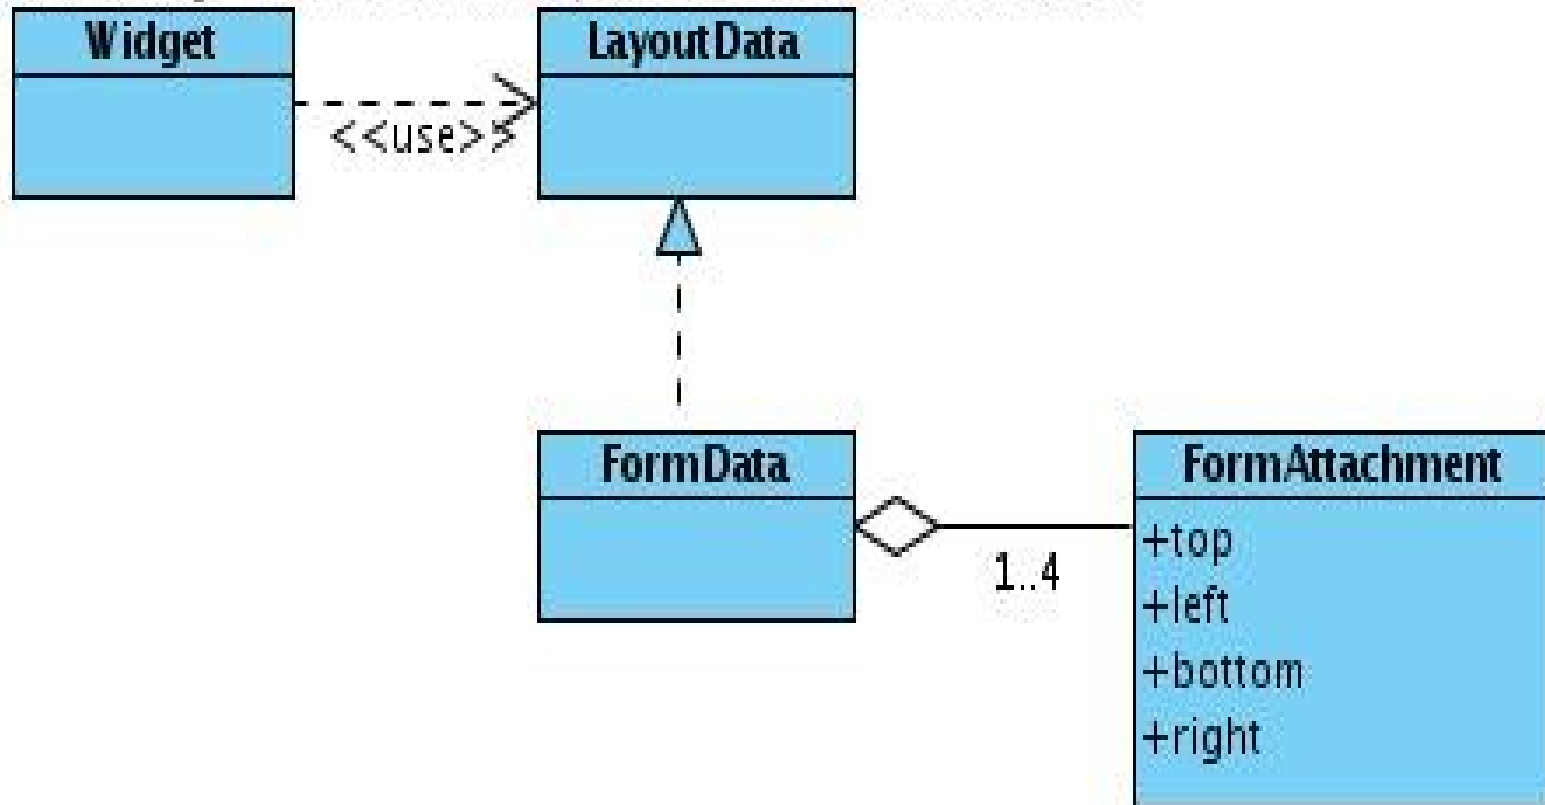 Widget
LayoutData
<<use>>
FormData
FormAttachment
1..4
+top
+left
+bottom
+right